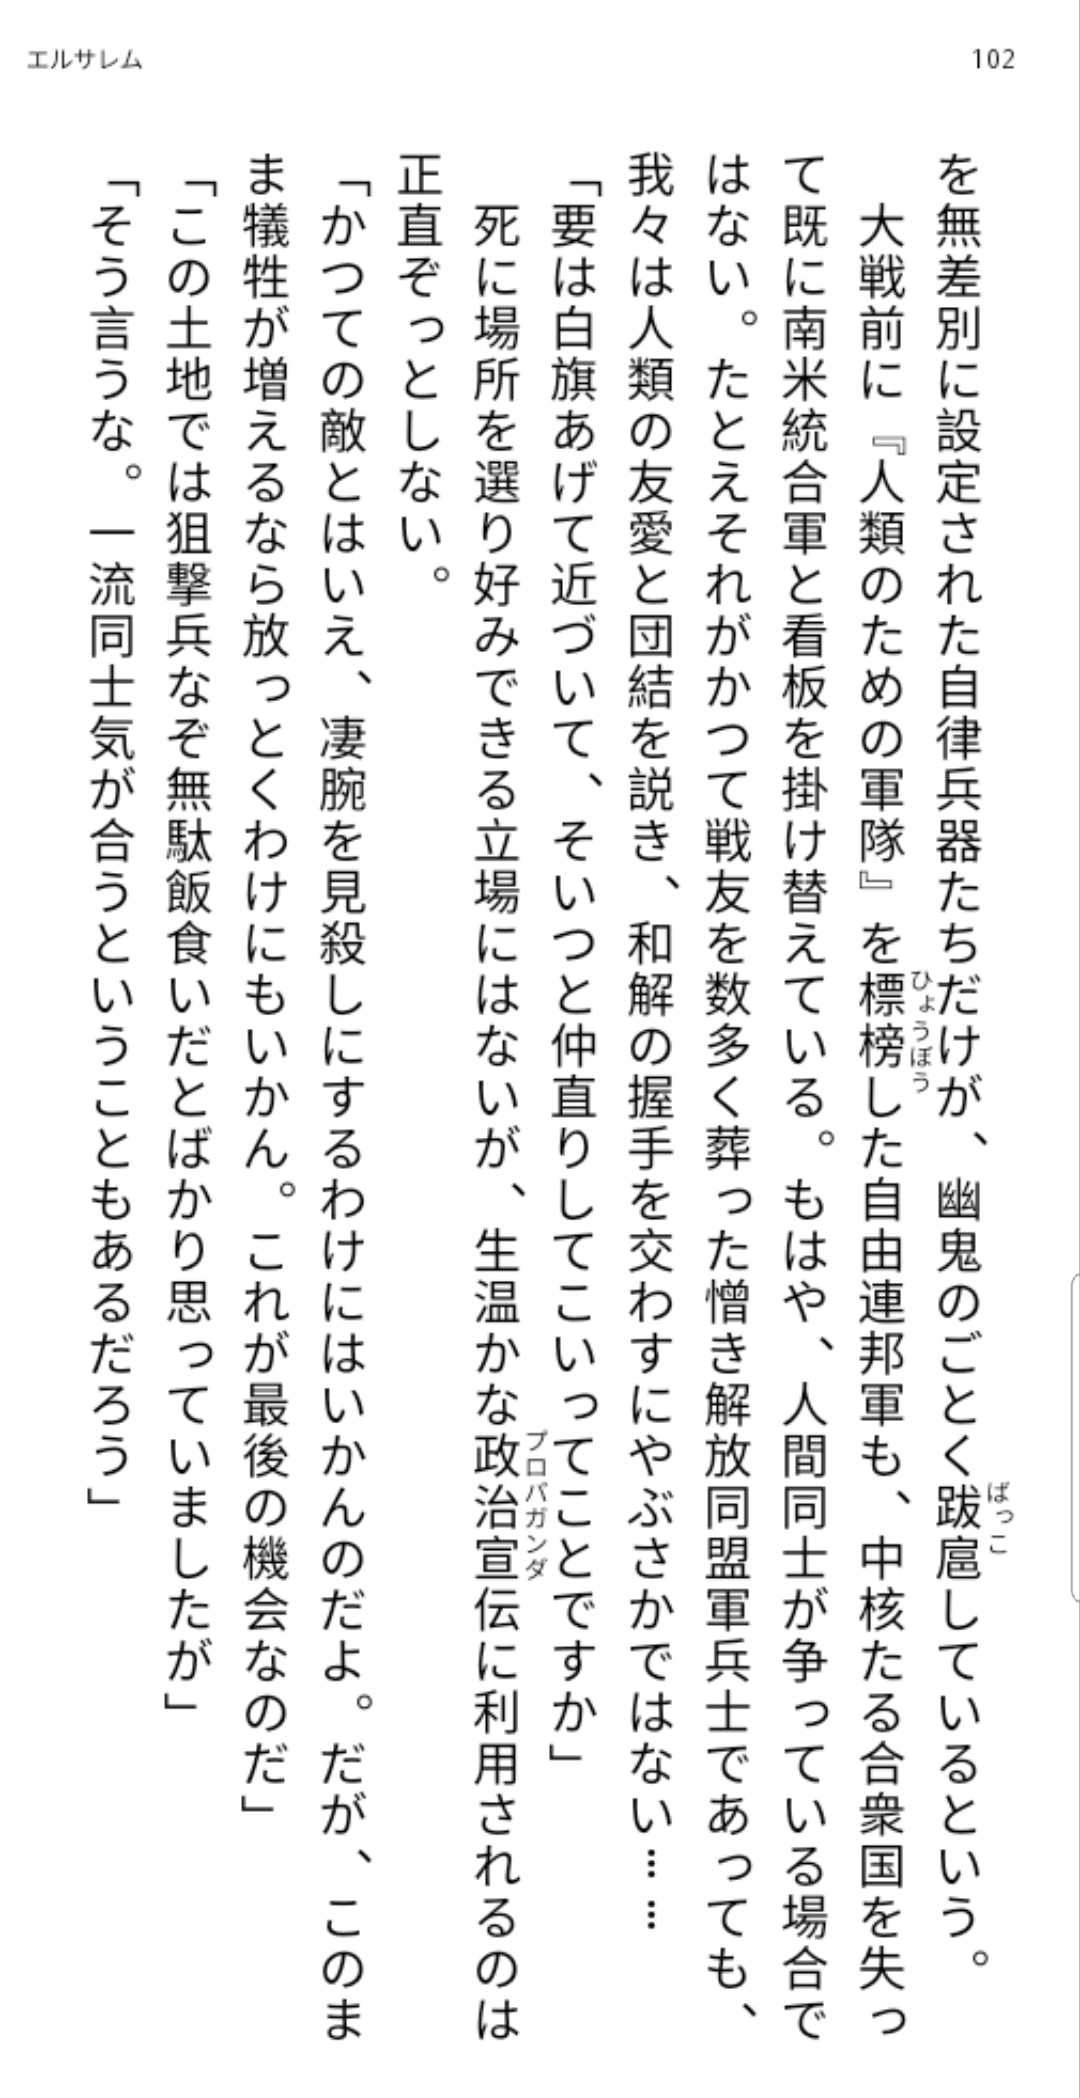 エルサレム
102
を無差別に設定された自律兵器たちだけが、幽鬼のごとく跋扈しているという。
ばっこ
　大戦前に『人類のための軍隊』を標榜した自由連邦軍も、中核たる合衆国を失っ
ひょうぼう
て既に南米統合軍と看板を掛け替えている。もはや、人間同士が争っている場合で
はない。たとえそれがかつて戦友を数多く葬った憎き解放同盟軍兵士であっても、
我々は人類の友愛と団結を説き、和解の握手を交わすにやぶさかではない……
「要は白旗あげて近づいて、そいつと仲直りしてこいってことですか」
　死に場所を選り好みできる立場にはないが、生温かな政治宣伝に利用されるのは
プロパガンダ
正直ぞっとしない。
「かつての敵とはいえ、凄腕を見殺しにするわけにはいかんのだよ。だが、このま
ま犠牲が増えるなら放っとくわけにもいかん。これが最後の機会なのだ」
「この土地では狙撃兵なぞ無駄飯食いだとばかり思っていましたが」
「そう言うな。一流同士気が合うということもあるだろう」